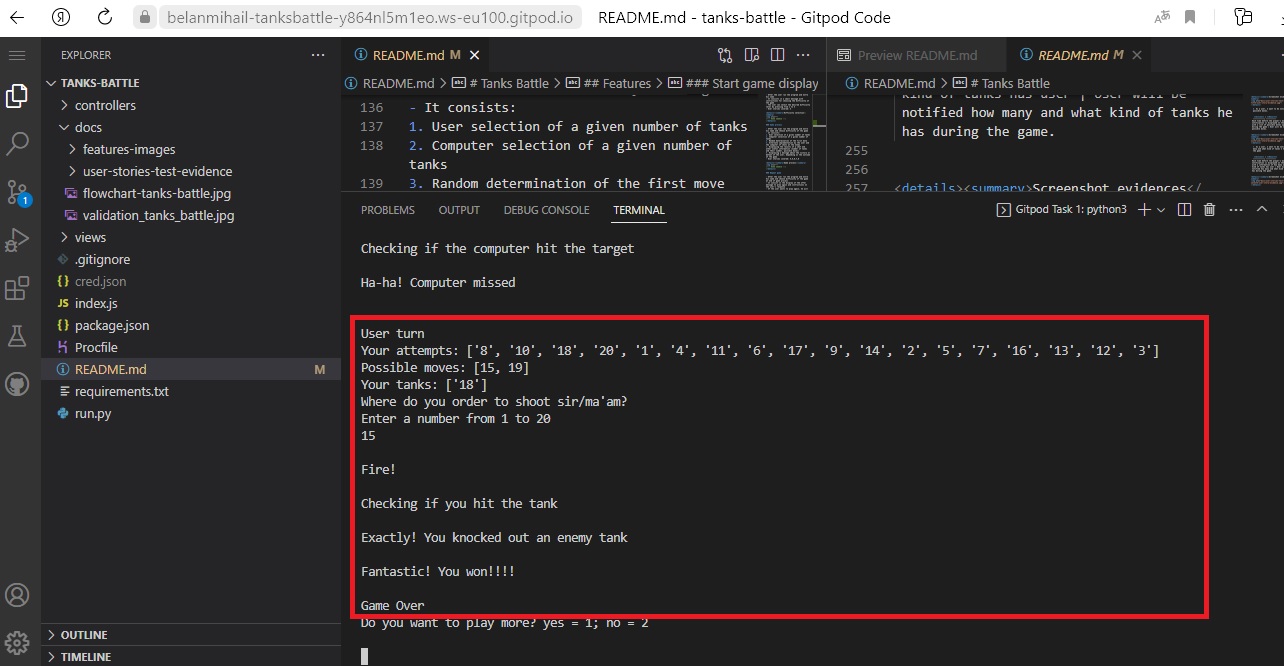 belanmihail-tanksbattle-y864nl5m1eo.ws-eu100.gitpod.io README.md - tanks-battle - Gitpod Code
EXPLORER
TANKS-BATTLE
controllers
docs
features-images
user-stories-test-evidence
flowchart-tanks-battle.jpg
validation_tanks_battle.jpg
views
.gitignore
cred.json
index.js
package.json
Procfile
README.md M
requirements.txt
run.py
OUTLINE
TIMELINE
1
README.md M
README.md > # Tanks Battle > ## Features > ### Start game display
136 - It consists:
137 1. User selection of a given number of tanks
138 2. Computer selection of a given number of
tanks
139 3. Random determination of the first move
Preview README.md
README.md M
README.md > # Tanks Battle
kind of tanks has user | User will be
notified how many and what kind of tanks he
has during the game.
255
256
257 <details><summary>Screenshot evidences</
PROBLEMS OUTPUT DEBUG CONSOLE TERMINAL
Gitpod Task 1: python3
Checking if the computer hit the target
Ha-ha! Computer missed
User turn
Your attempts: ['8', '10', '18', '20', '1', '4', '11', '6', '17', '9', '14', '2', '5', '7', '16', '13', '12', '3']
Possible moves: [15, 19]
Your tanks: ['18']
Where do you order to shoot sir/ma'am?
Enter a number from 1 to 20
15
Fire!
Checking if you hit the tank
Exactly! You knocked out an enemy tank
Fantastic! You won!!!!
Game Over
Do you want to play more? yes = 1; no = 2